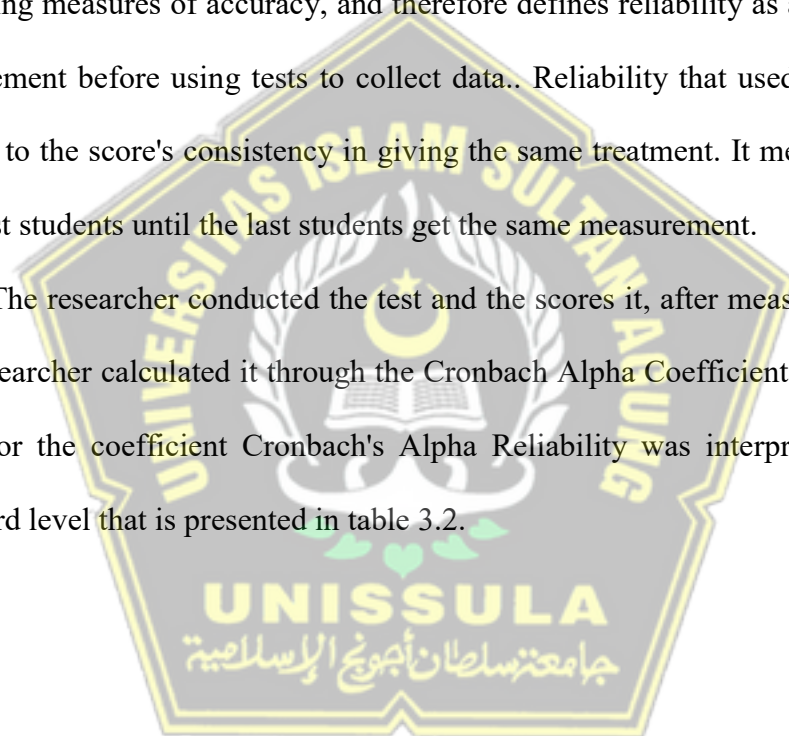 ng measures of accuracy, and therefore defines reliability as a
ement before using tests to collect data.. Reliability that used
to the score's consistency in giving the same treatment. It me
st students until the last students get the same measurement.
The researcher conducted the test and the scores it, after meas
earcher calculated it through the Cronbach Alpha Coefficient
or the coefficient Cronbach's Alpha Reliability was interpr
rd level that is presented in table 3.2.
UNIVERSITAS ISLAM SULTAN AGUNG
UNISSULA
جامعة سلطان أجونج الإسلامية